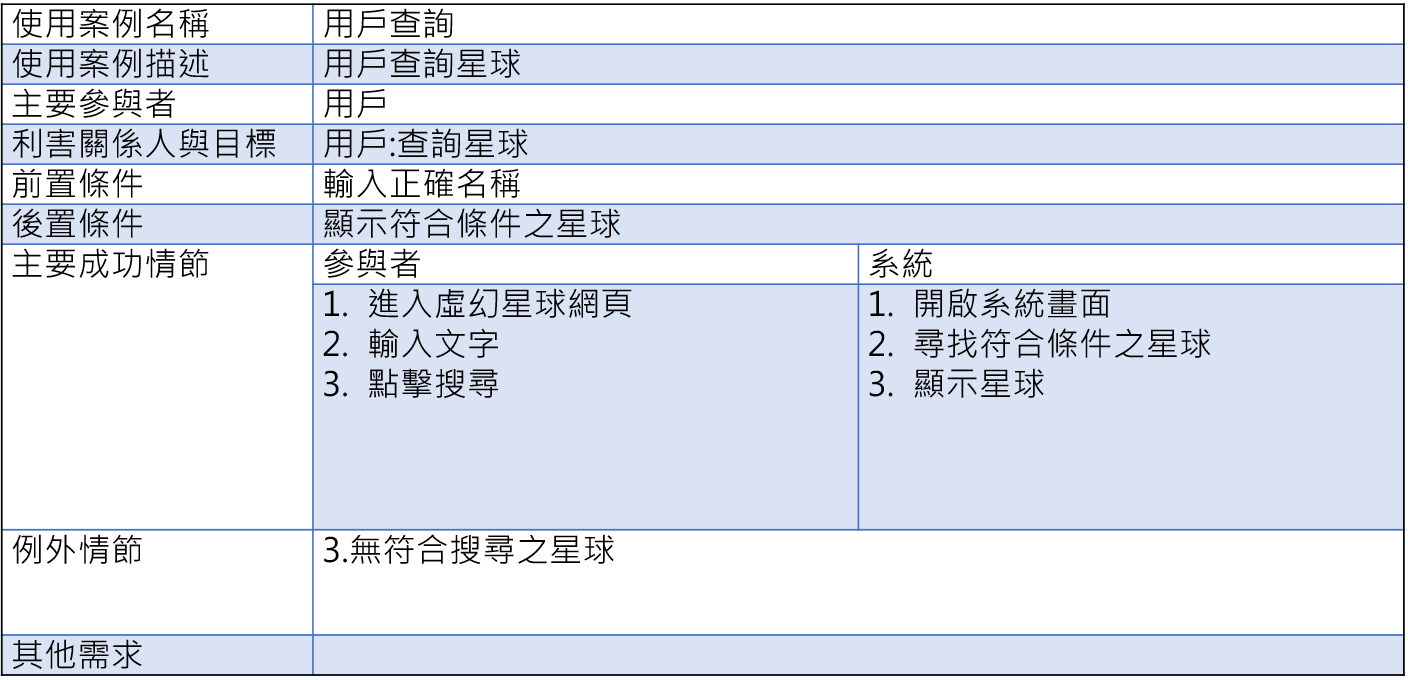 使用案例名稱 用戶查詢
使用案例描述 用戶查詢星球
主要參與者 用戶
利害關係人與目標 用戶:查詢星球
前置條件 輸入正確名稱
後置條件 顯示符合條件之星球
主要成功情節 參與者 系統
1. 進入虛幻星球網頁 1. 開啟系統畫面
2. 輸入文字 2. 尋找符合條件之星球
3. 點擊搜尋 3. 顯示星球
例外情節 3.無符合搜尋之星球
其他需求